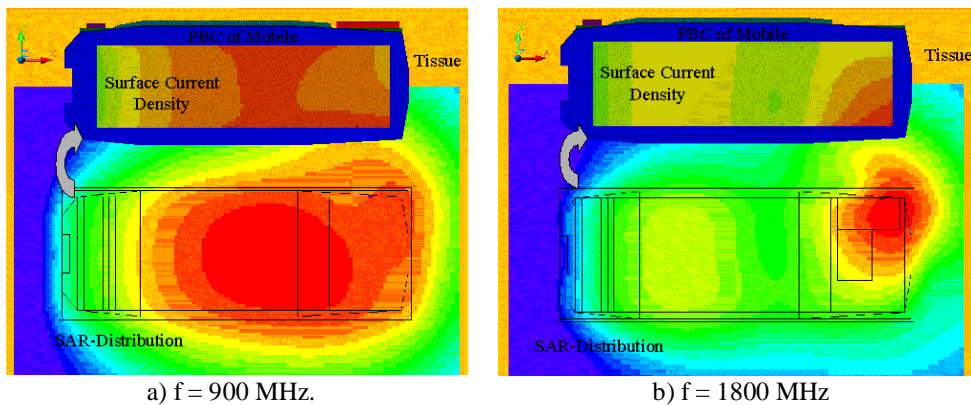 PBC of Mobile
Tissue
Surface Current
Density
SAR-Distribution
PBC of Mobile
Tissue
Surface Current
Density
SAR-Distribution
a) f = 900 MHz.
b) f = 1800 MHz